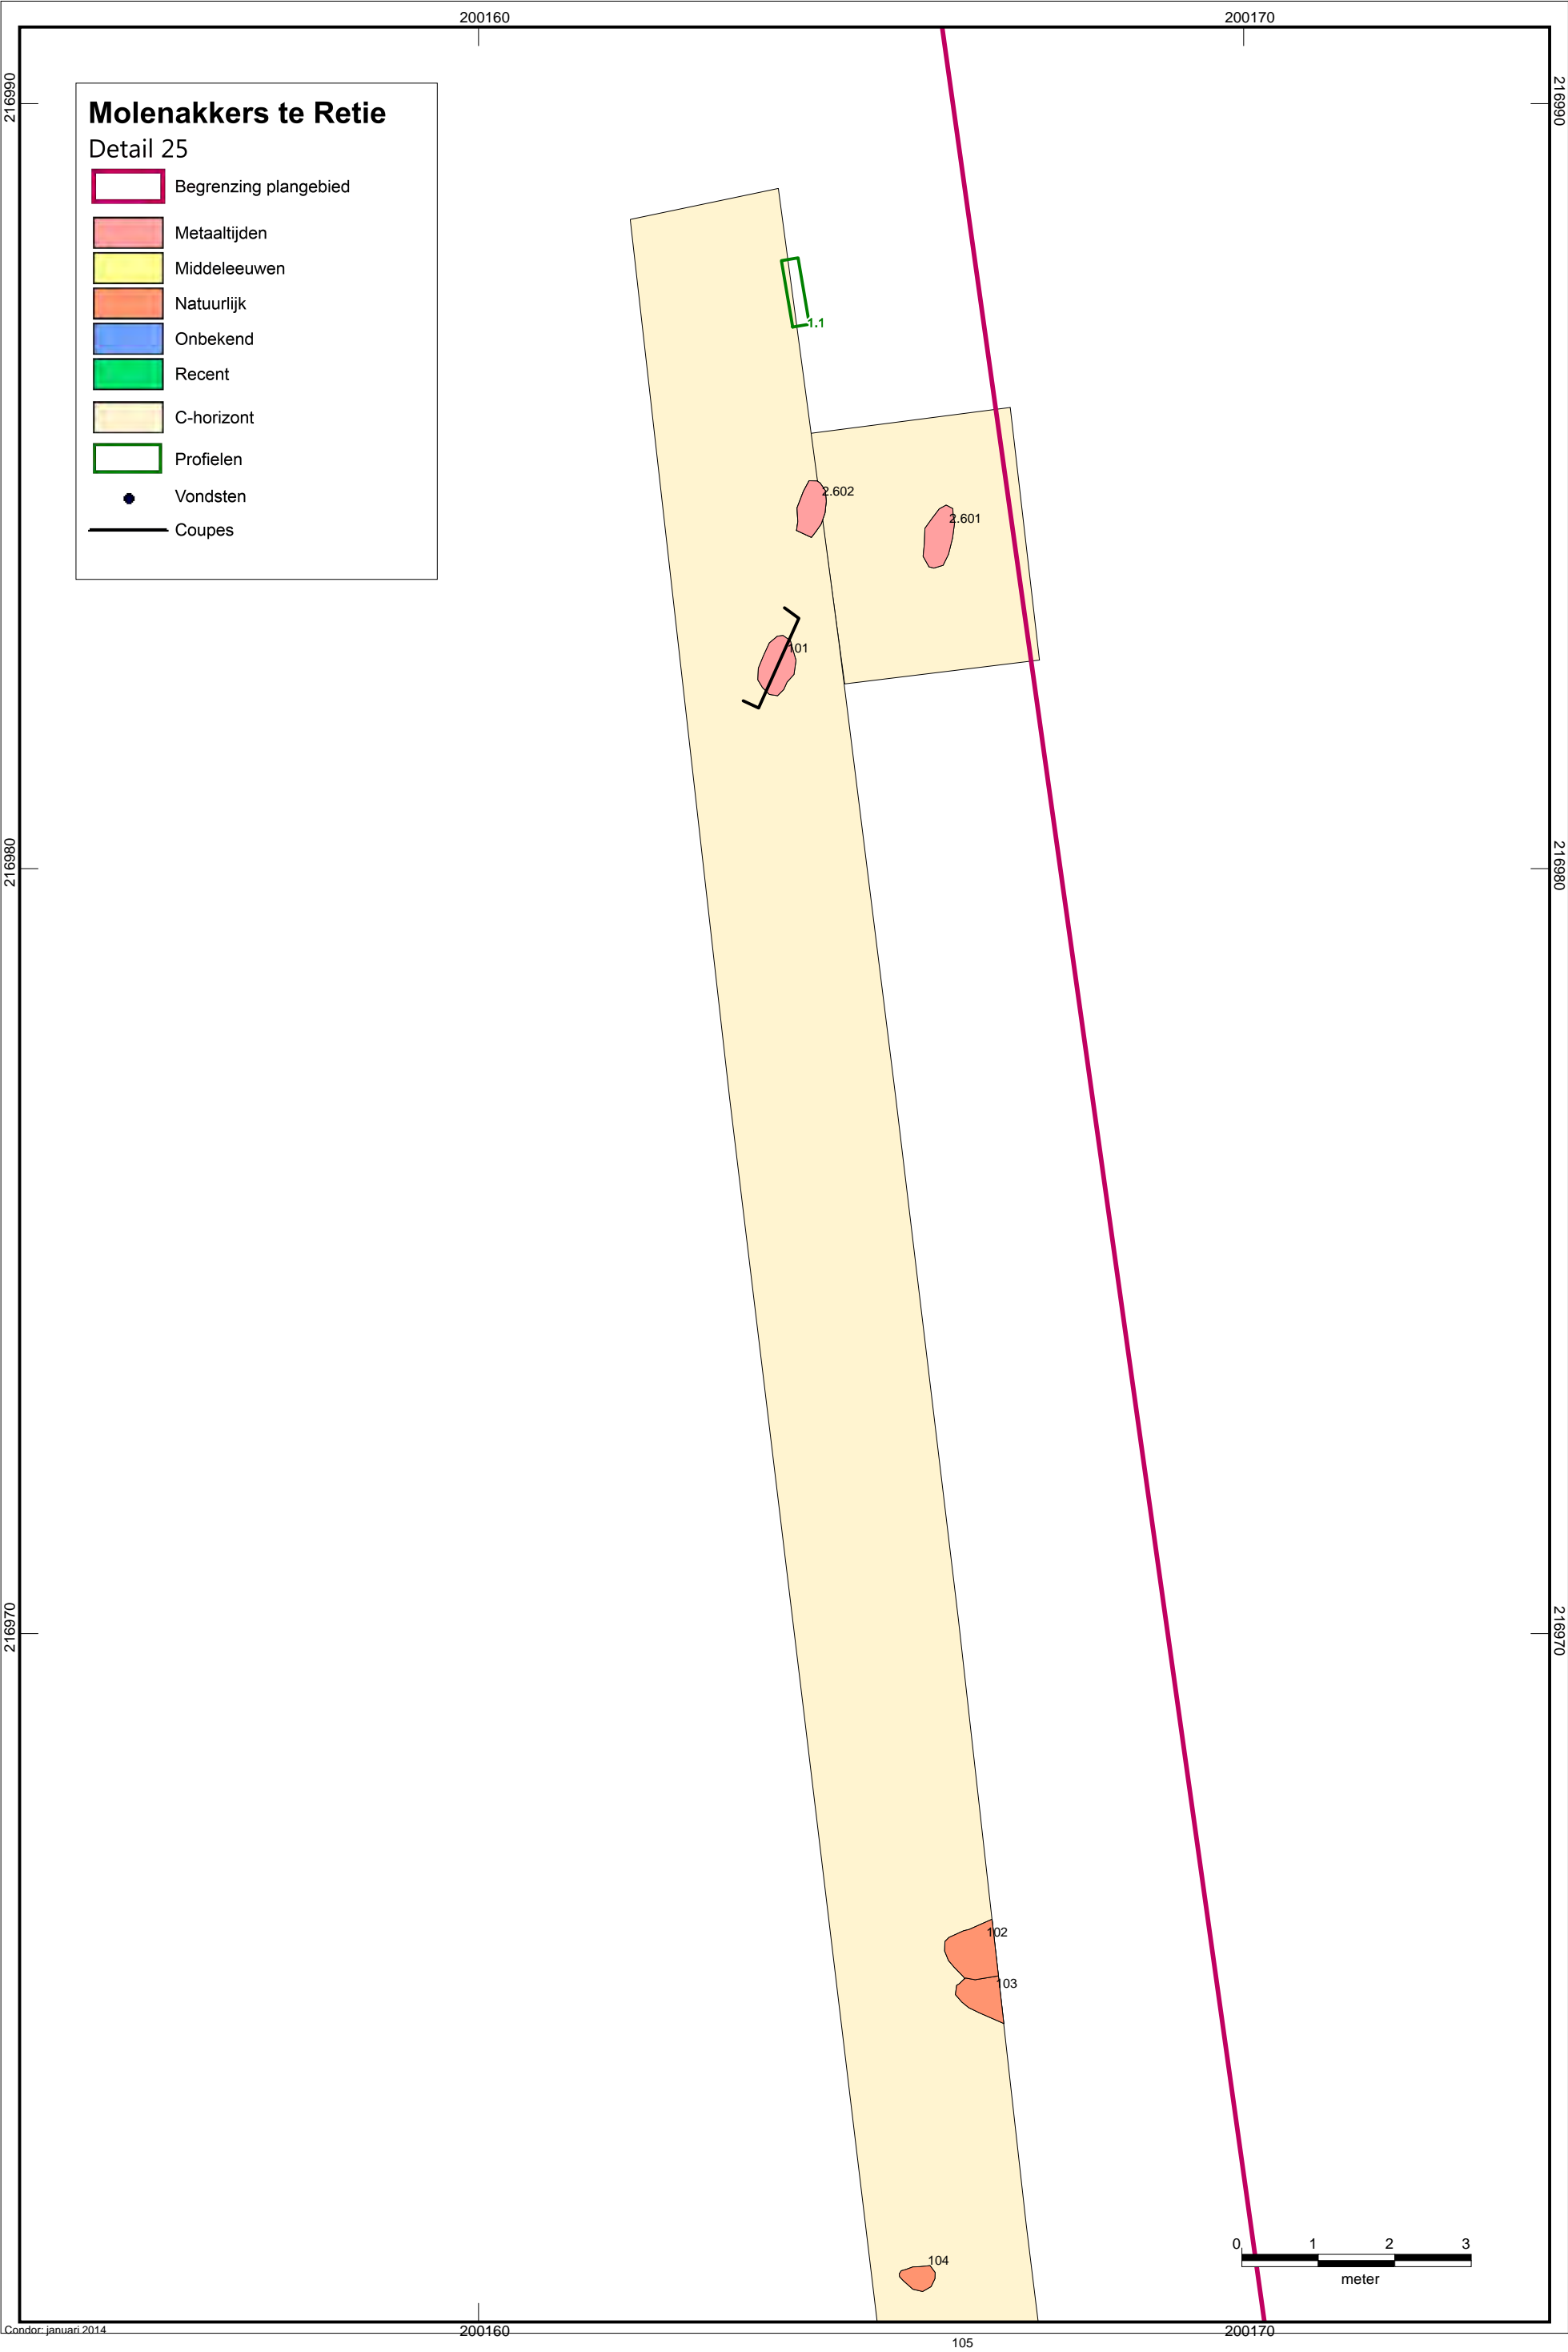 200160 200170
216990 216990
Molenakkers te Retie
Detail 25
Begrenzing plangebied
Metaaltijden
Middeleeuwen
Natuurlijk
Onbekend
Recent
C-horizont
Profielen
Vondsten
Coupes
1.1
2.602
2.601
101
216980 216980
216970 216970
102
103
104
0 1 2 3
meter
Condor: januari 2014
200160 200170
105